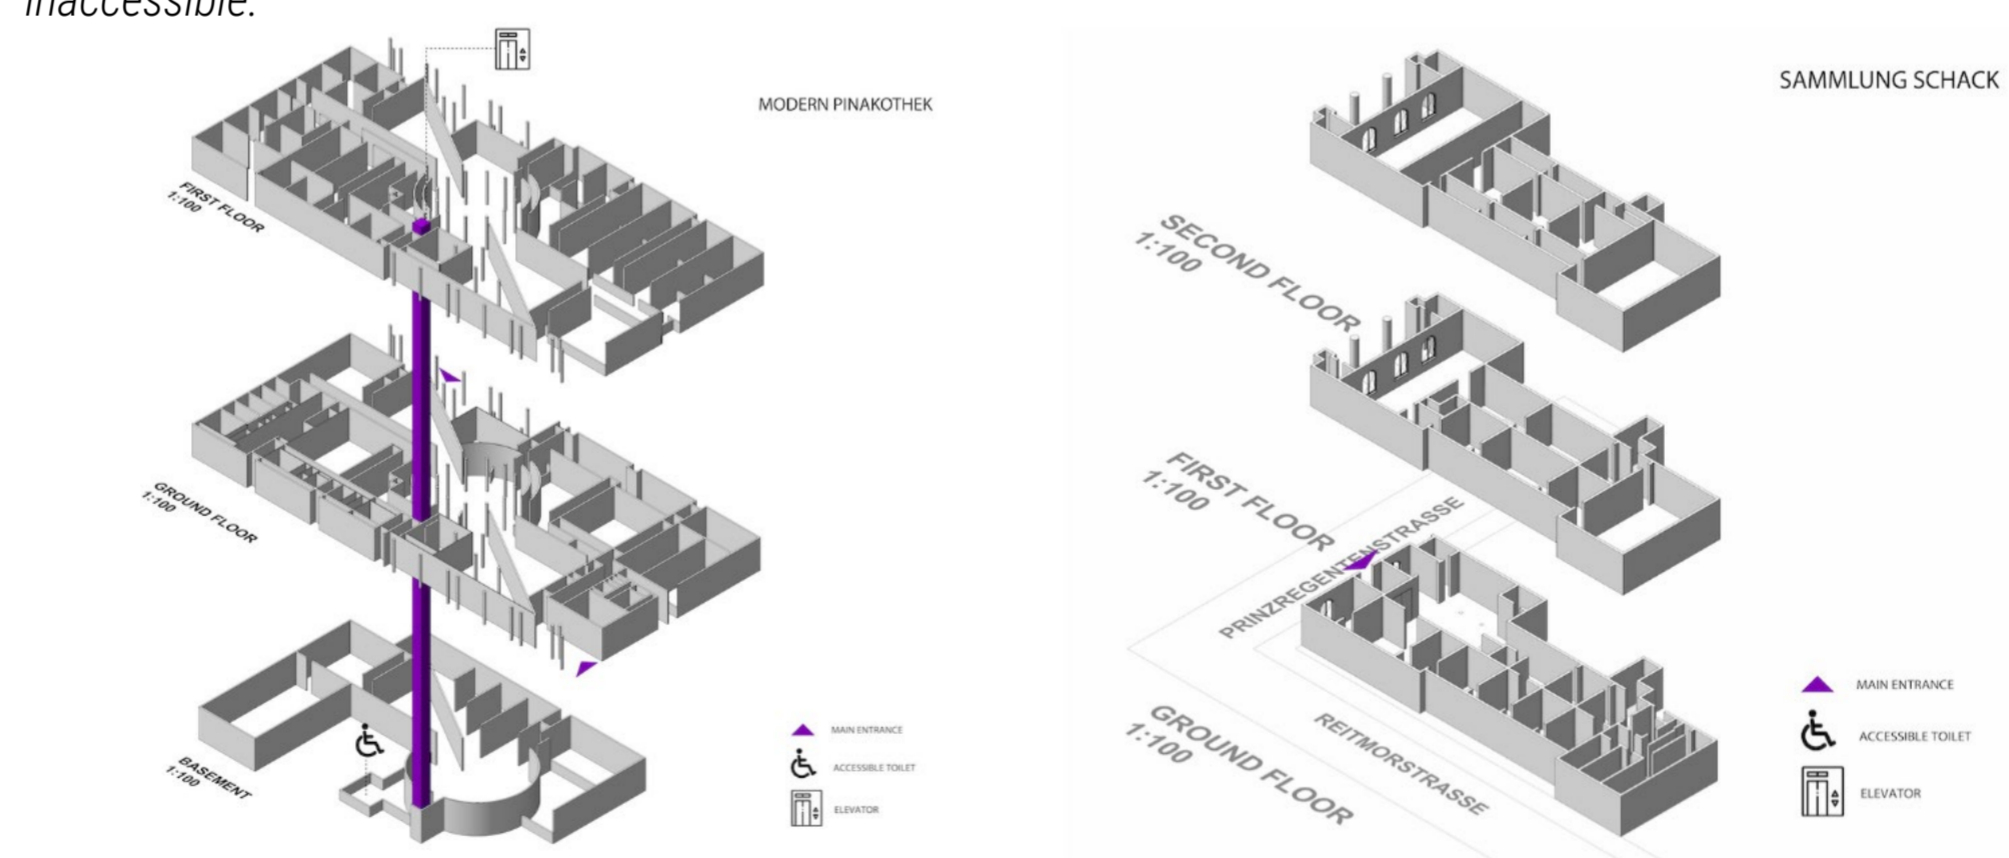 inaccessible.
MODERN PINAKOTHEK
FIRST FLOOR
1:100
GROUND FLOOR
1:100
BASEMENT
1:100
MAIN ENTRANCE
ACCESSIBLE TOILET
ELEVATOR
SAMMLUNG SCHACK
SECOND FLOOR
1:100
FIRST FLOOR
1:100
PRINZREGENTENSTRASSE
GROUND FLOOR
1:100
REITMORSTRASSE
MAIN ENTRANCE
ACCESSIBLE TOILET
ELEVATOR